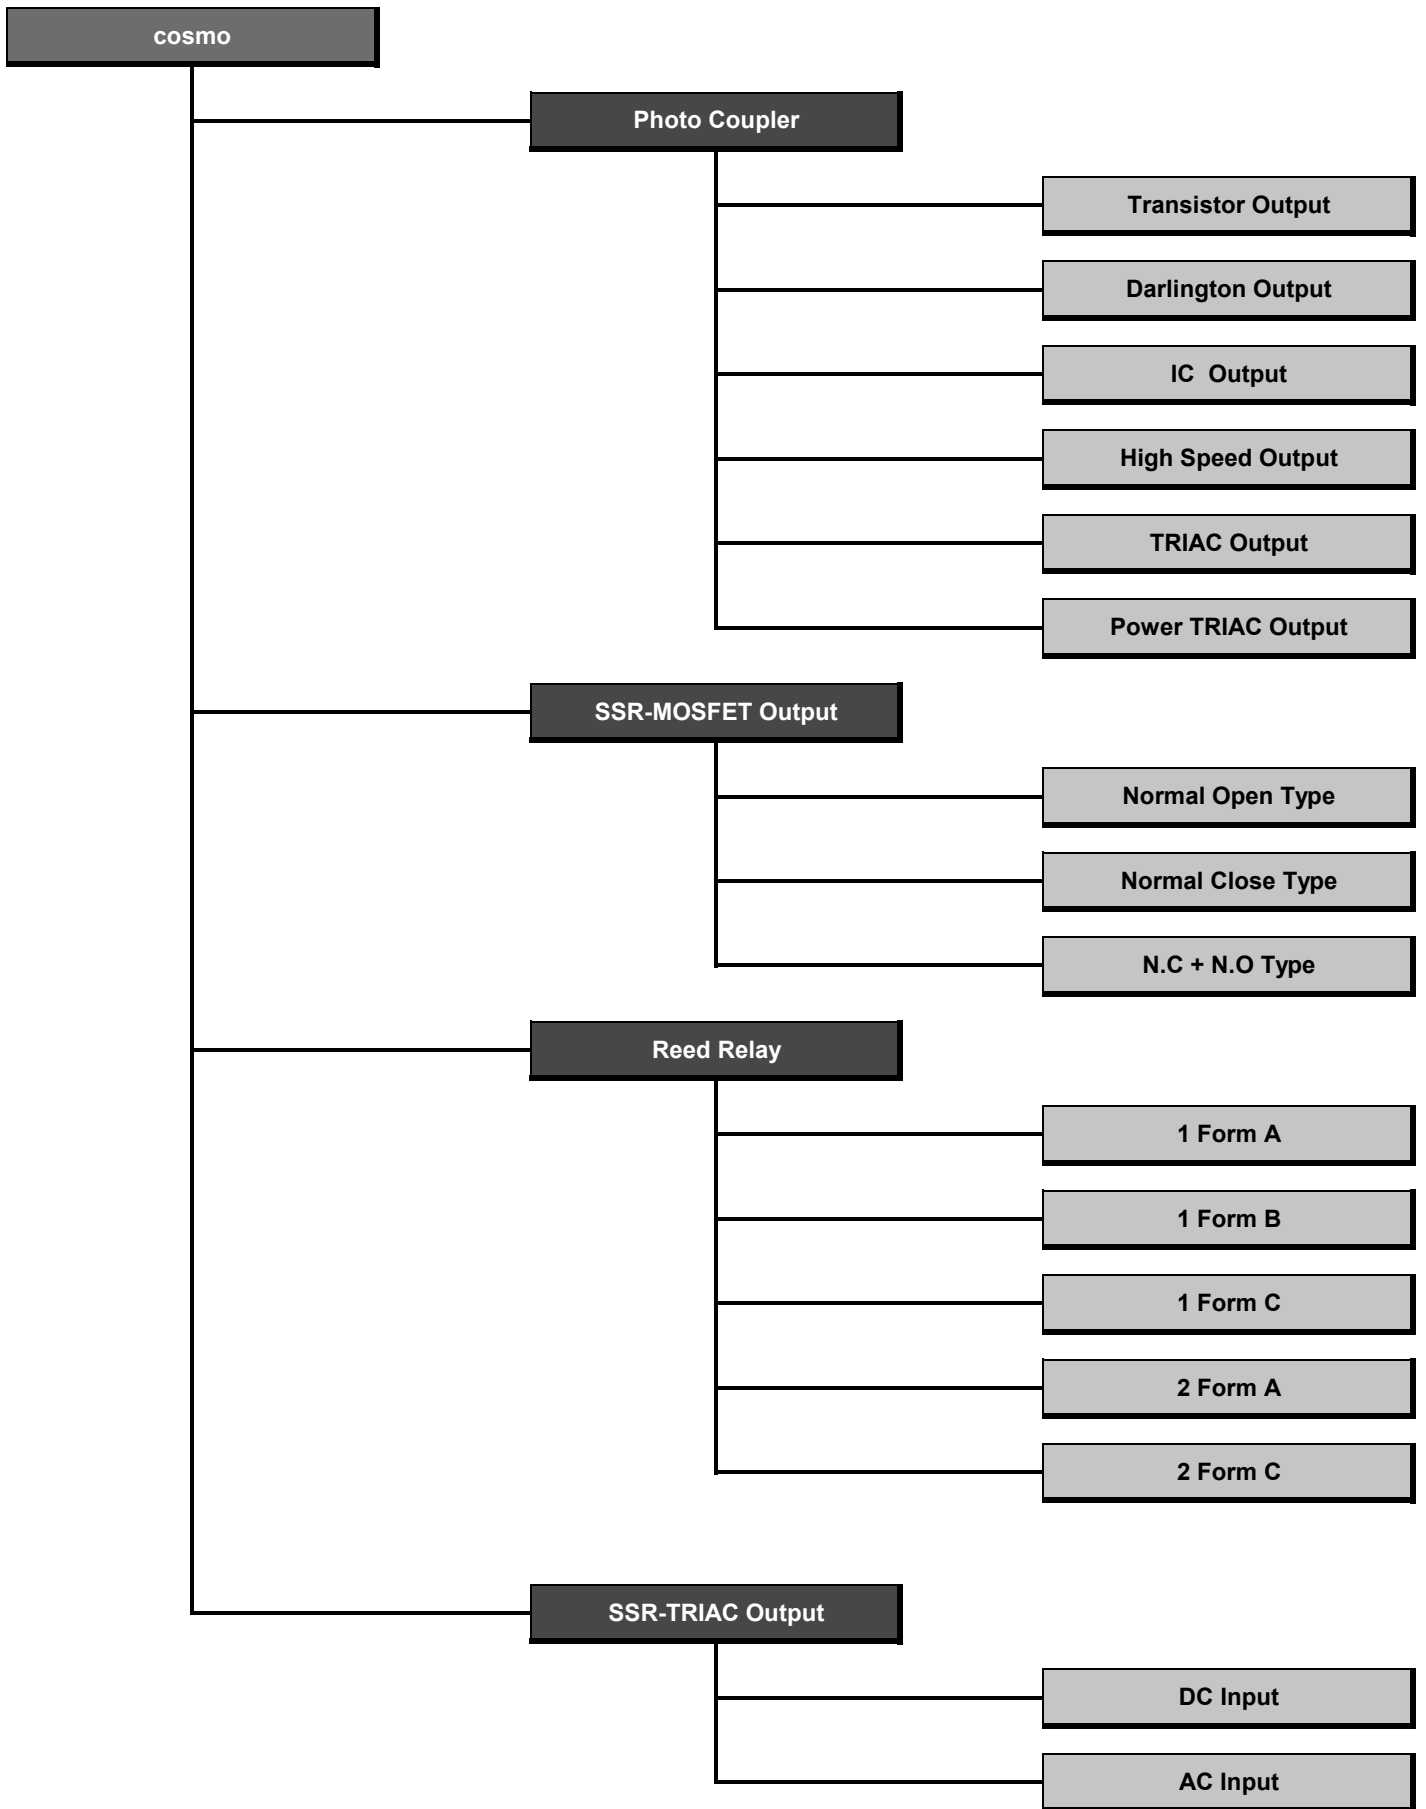 cosmo
Photo Coupler
Transistor Output
Darlington Output
IC  Output
High Speed Output
TRIAC Output
Power TRIAC Output
SSR-MOSFET Output
Normal Open Type
Normal Close Type
N.C + N.O Type
Reed Relay
1 Form A
1 Form B
1 Form C
2 Form A
2 Form C
SSR-TRIAC Output
DC Input
AC Input